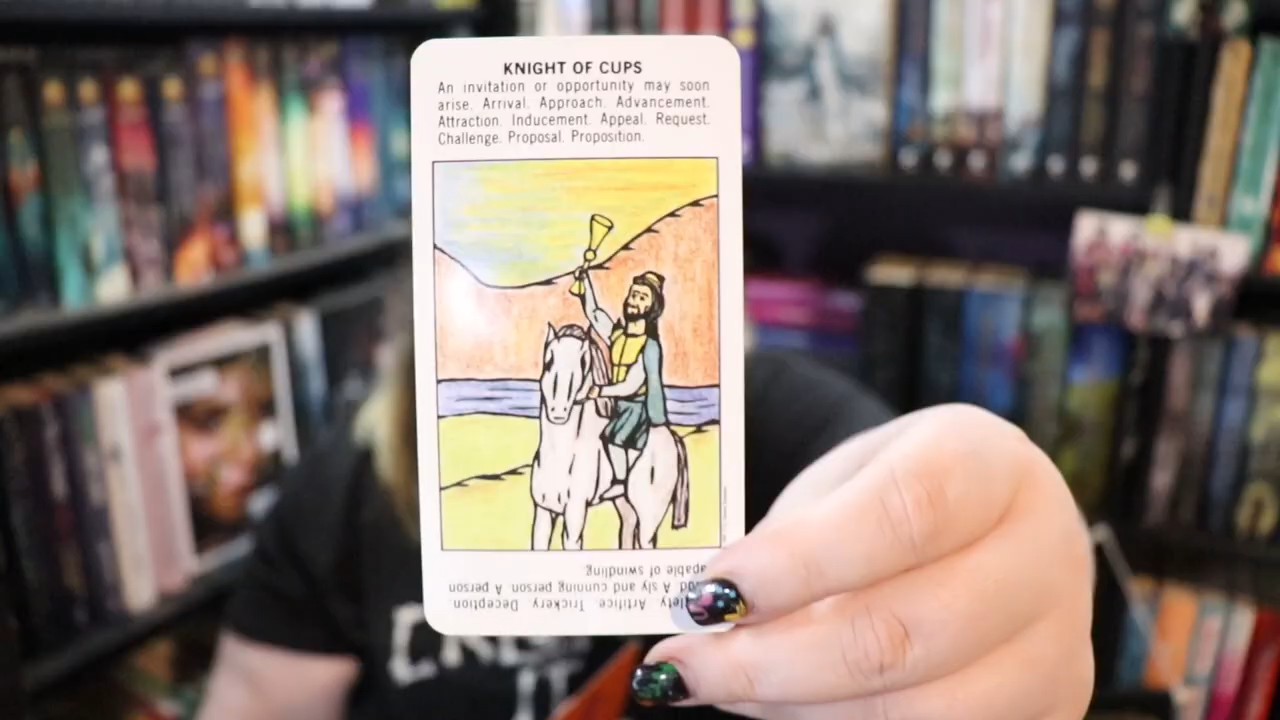 KNIGHT OF CUPS
An invitation or opportunity may soon
arise. Arrival. Approach. Advancement.
Attraction. Inducement. Appeal. Request.
Challenge. Proposal. Proposition.
Artifice. Trickery. Deception.
A sly and cunning person. A person
capable of swindling.